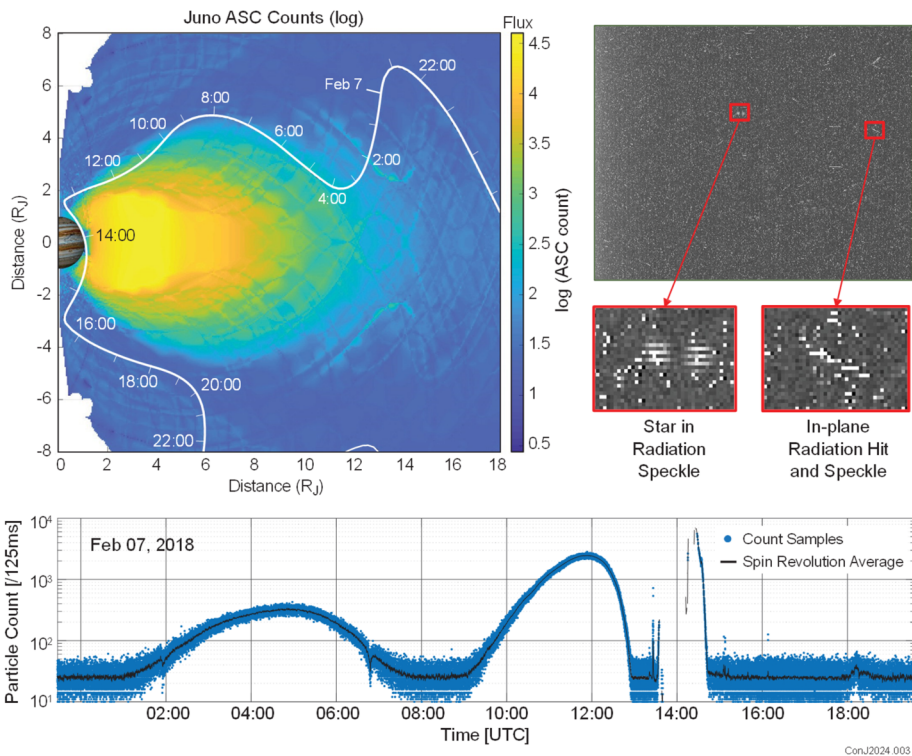 Juno ASC Counts (log)
Flux
8
6
4
2
0
-2
-4
-6
-8
Distance (RJ)
0
2
4
6
8
10
12
14
16
18
Distance (RJ)
22:00
Feb 7
8:00
10:00
6:00
12:00
2:00
4:00
14:00
16:00
18:00
20:00
22:00
4.5
4
3.5
3
2.5
2
1.5
1
0.5
log (ASC count)
Star in
Radiation
Speckle
In-plane
Radiation Hit
and Speckle
Feb 07, 2018
Count Samples
Spin Revolution Average
Particle Count [/125ms]
10^4
10^3
10^2
10^1
02:00
04:00
06:00
08:00
10:00
12:00
14:00
16:00
18:00
Time [UTC]
ConJ2024.003